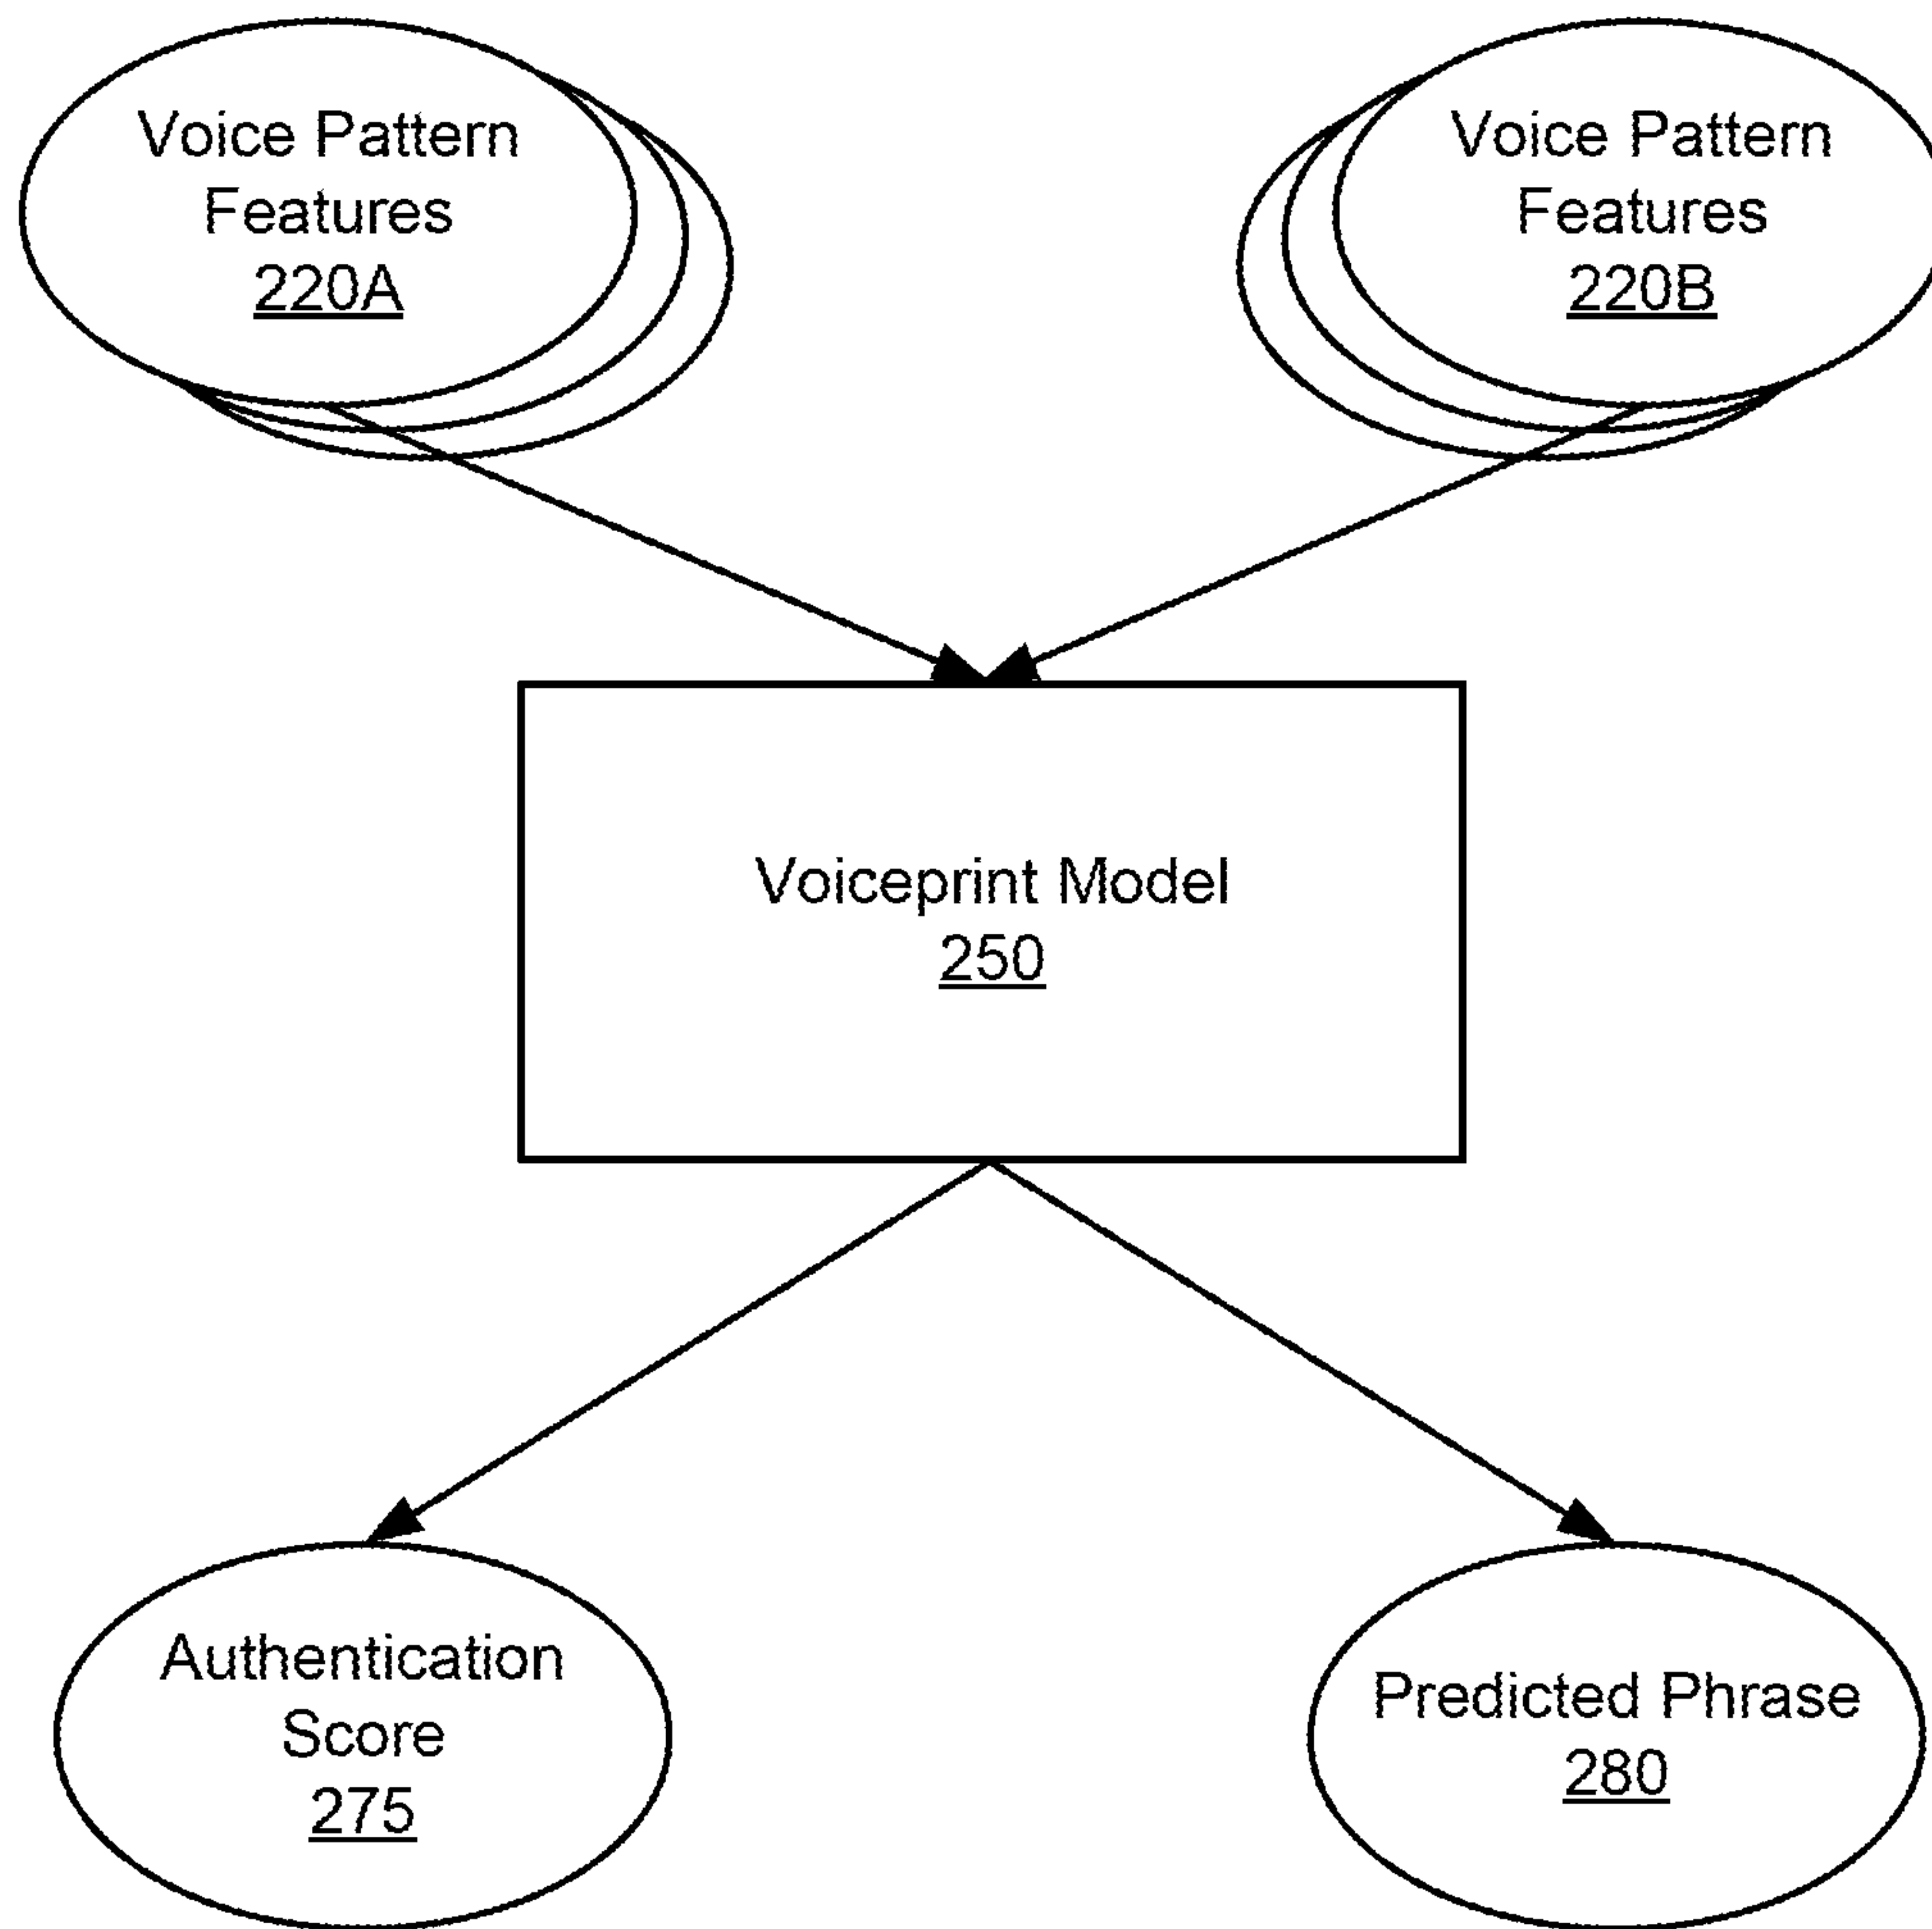 Voice Pattern
Features
220A
Voice Pattern
Features
220B
Voiceprint Model
250
Authentication
Score
275
Predicted Phrase
280